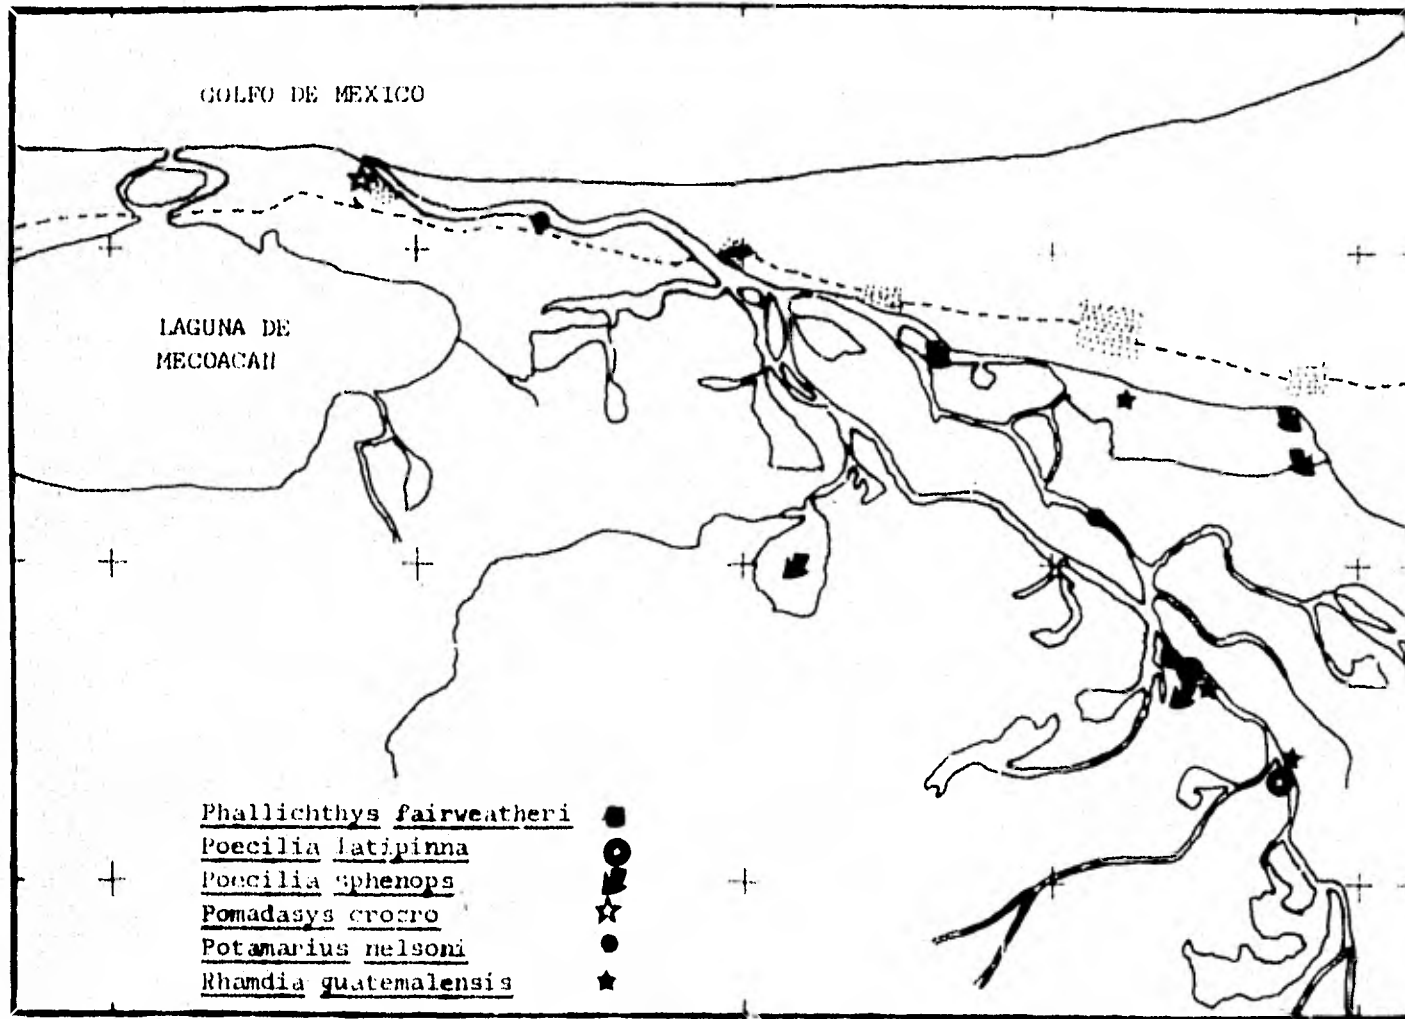 GOLFO DE MEXICO
LAGUNA DE
MECOACAN
Phallichthys fairweatheri
Poecilia latipinna
Poecilia sphenops
Pomadasys crocro
Potamarius nelsoni
Rhamdia guatemalensis